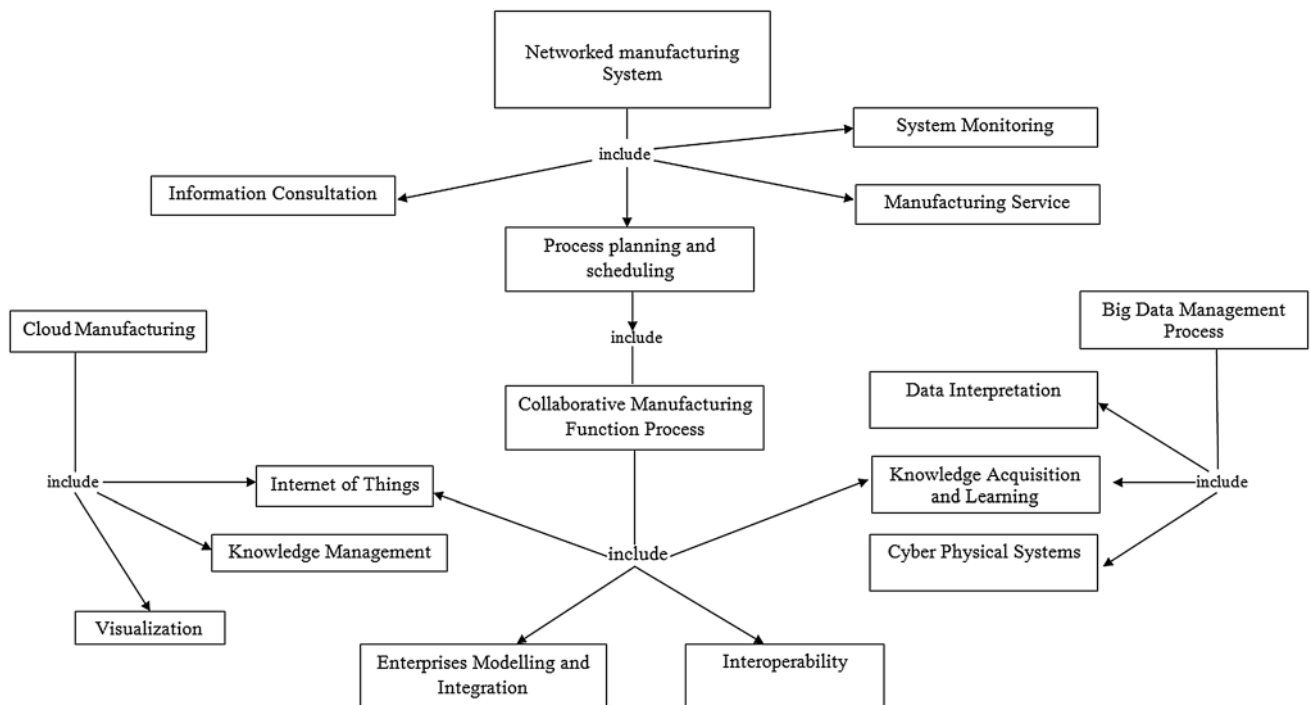 Networked manufacturing
System
System Monitoring
include
Information Consultation
Manufacturing Service
Process planning and
scheduling
Cloud Manufacturing
include
Big Data Management
Process
Data Interpretation
Collaborative Manufacturing
Function Process
include
Internet of Things
Knowledge Acquisition
and Learning
include
Knowledge Management
include
Cyber Physical Systems
Visualization
Enterprises Modelling and
Integration
Interoperability